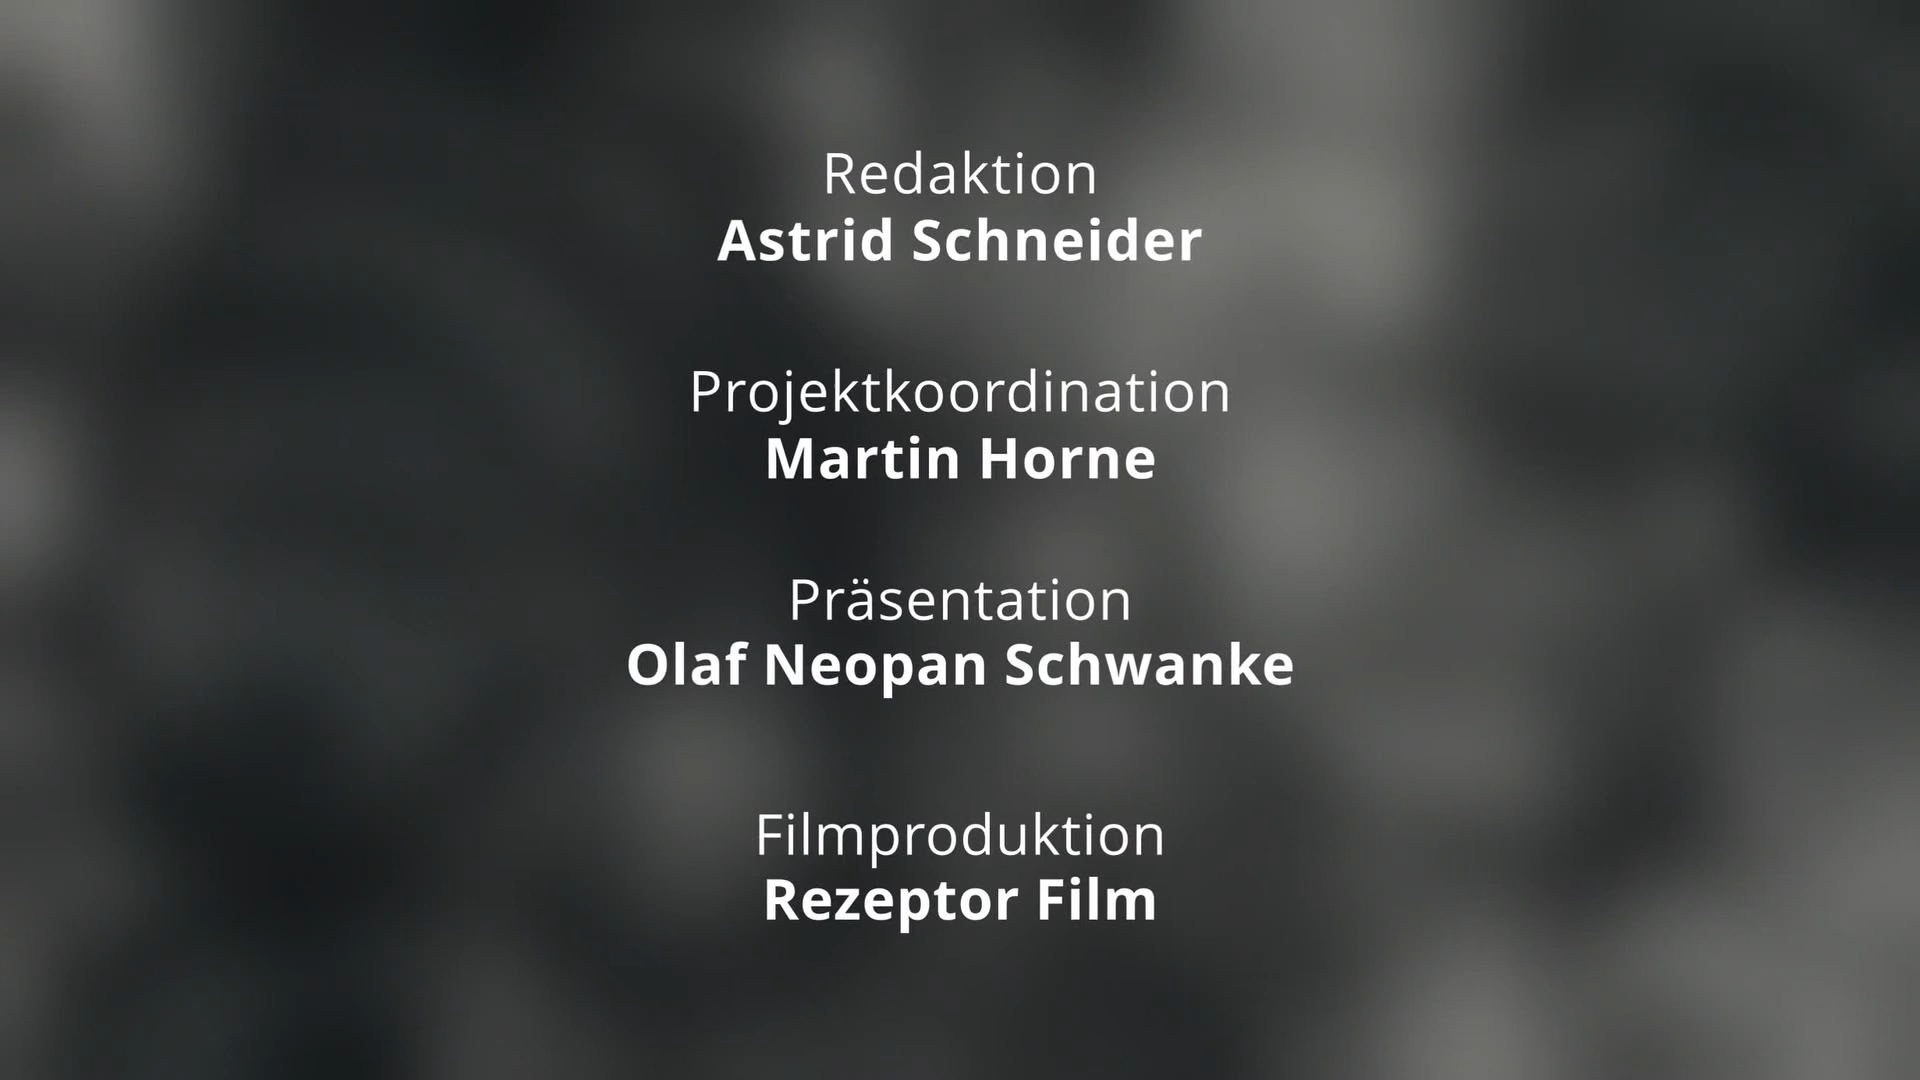 Redaktion
Astrid Schneider
Projektkoordination
Martin Horne
Präsentation
Olaf Neopan Schwanke
Filmproduktion
Rezeptor Film